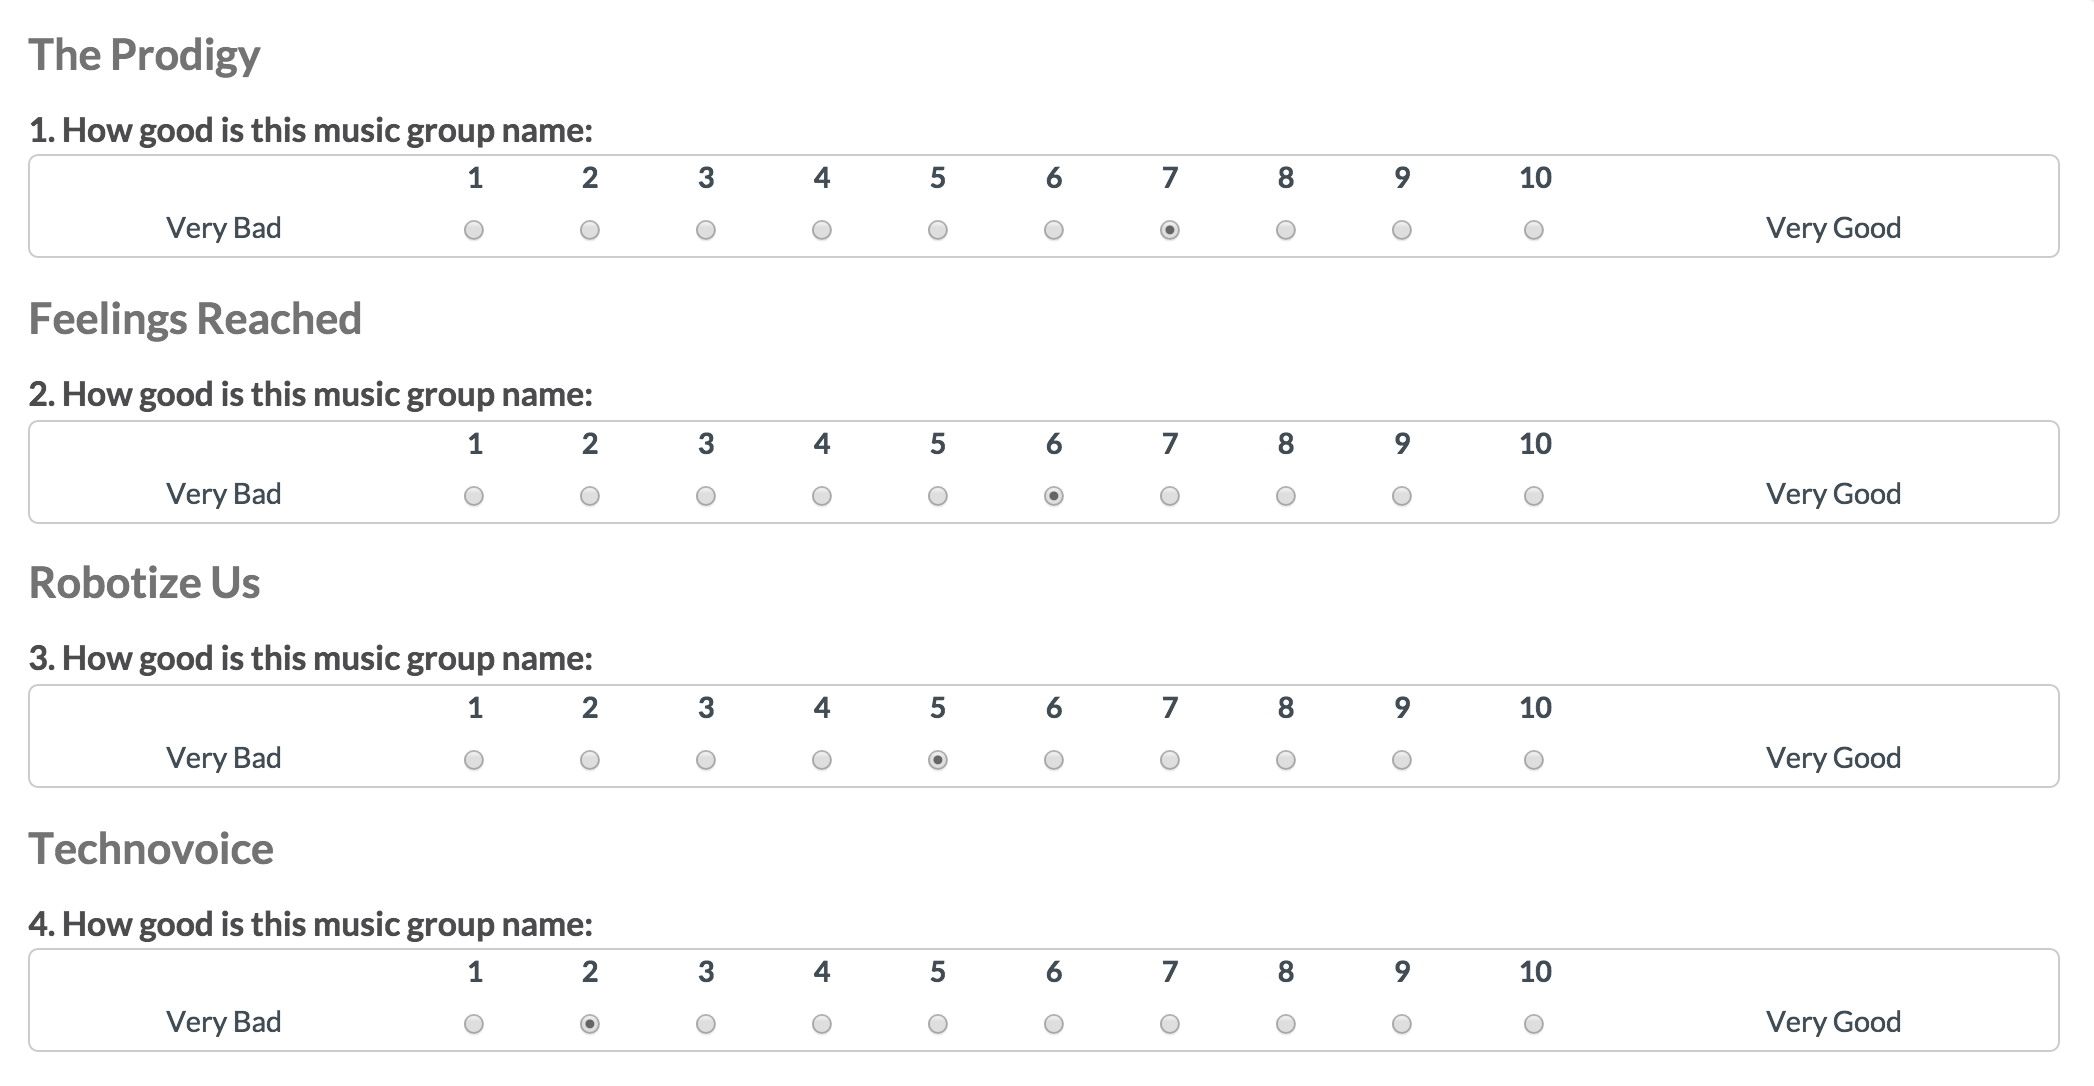 The Prodigy
1. How good is this music group name:
1 2 3 4 5 6 7 8 9 10
Very Bad Very Good
Feelings Reached
2. How good is this music group name:
1 2 3 4 5 6 7 8 9 10
Very Bad Very Good
Robotize Us
3. How good is this music group name:
1 2 3 4 5 6 7 8 9 10
Very Bad Very Good
Technovoice
4. How good is this music group name:
1 2 3 4 5 6 7 8 9 10
Very Bad Very Good